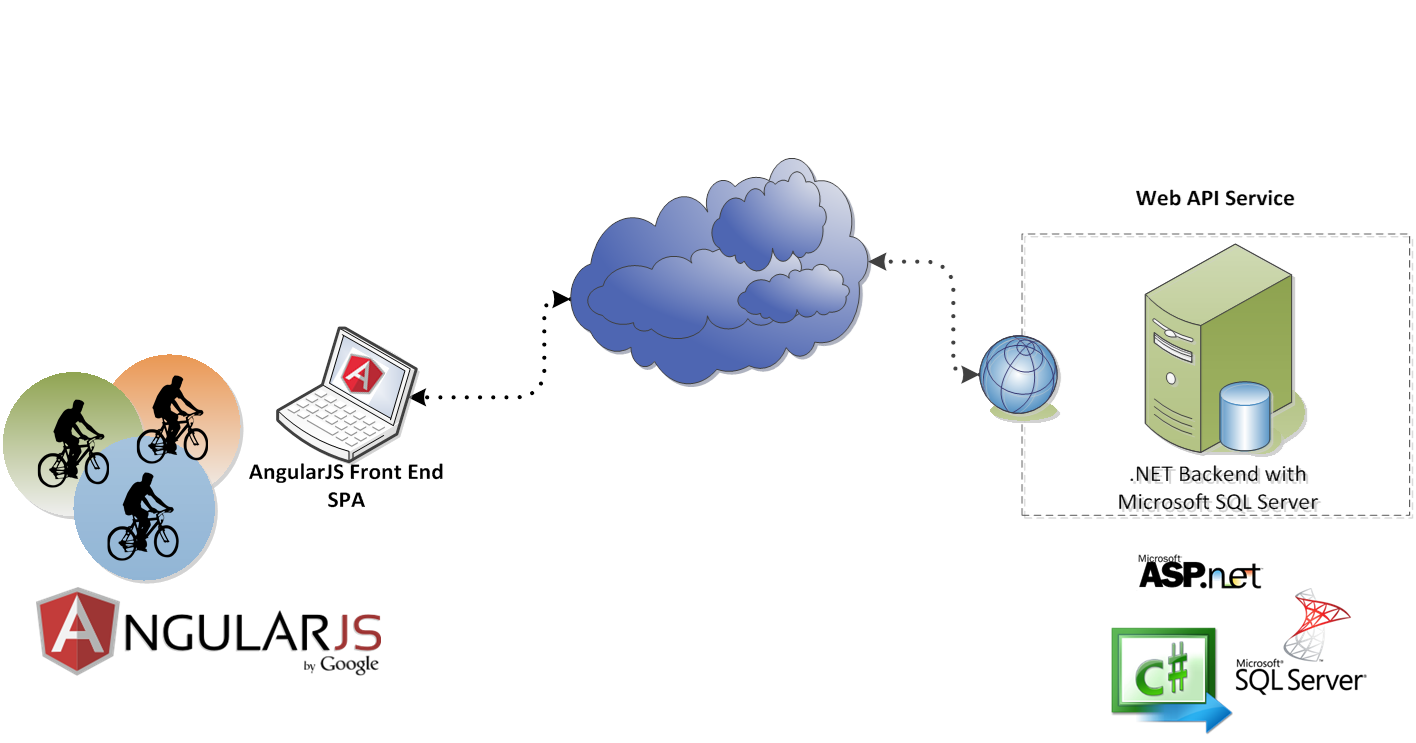 Web API Service
AngularJS Front End
SPA
.NET Backend with
Microsoft SQL Server
ANGULARJS
by Google
Microsoft
ASP.net
C#
Microsoft®
SQL Server®